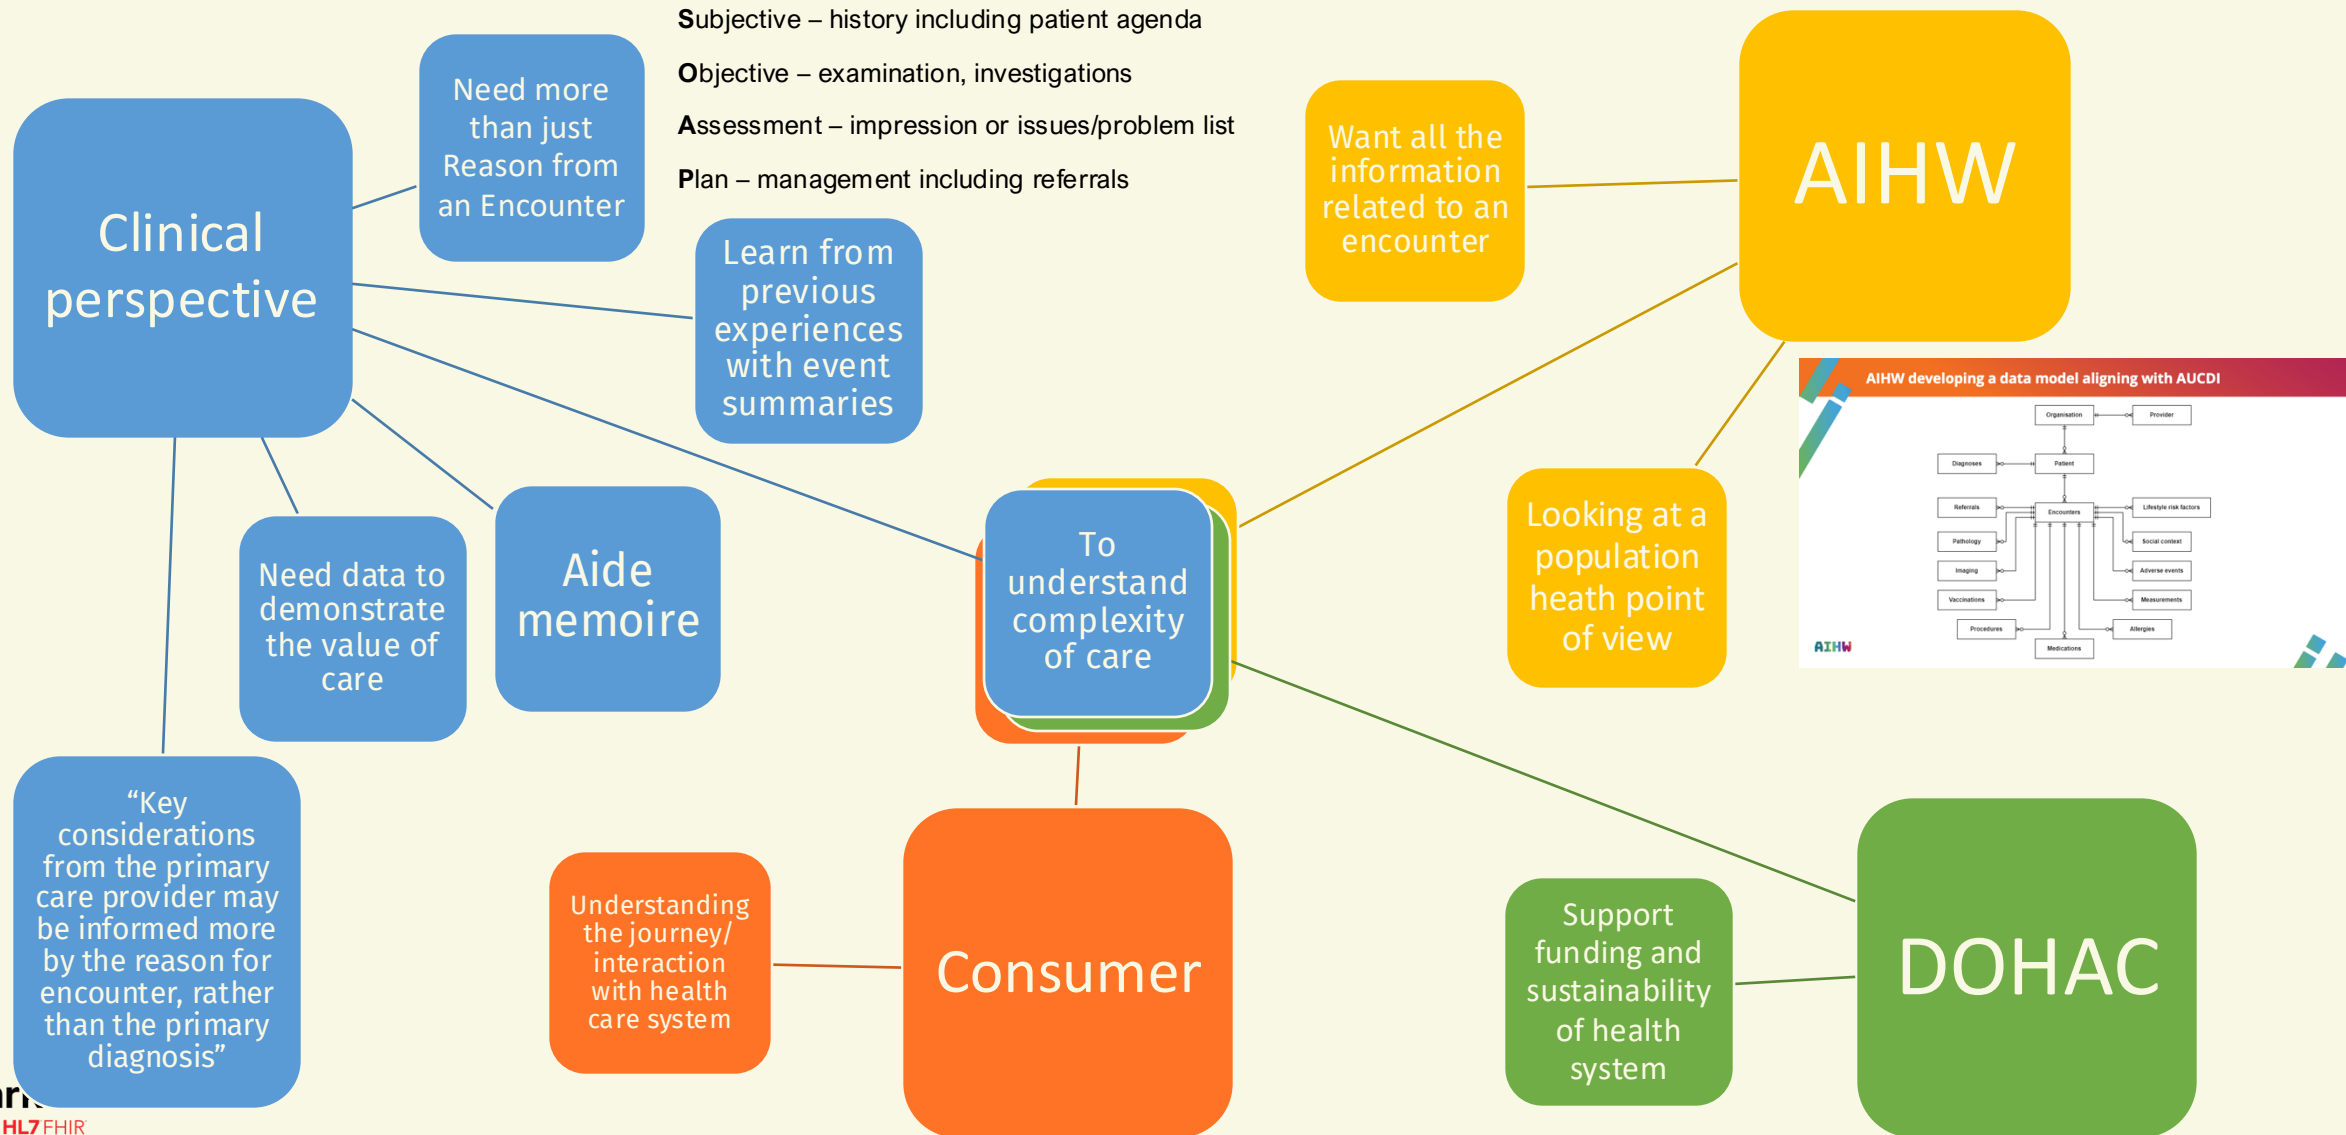 Subjective – history including patient agenda
Objective – examination, investigations
Assessment – impression or issues/problem list
Plan – management including referrals
Clinical
perspective
Need more
than just
Reason from
an Encounter
Learn from
previous
experiences
with event
summaries
Aide
memoire
Need data to
demonstrate
the value of
care
“Key
considerations
from the primary
care provider may
be informed more
by the reason for
encounter, rather
than the primary
diagnosis”
To
understand
complexity
of care
Want all the
information
related to an
encounter
AIHW
Looking at a
population
heath point
of view
AIHW developing a data model aligning with AUCDI
Organisation
Provider
Diagnoses
Patient
Referrals
Encounters
Lifestyle risk factors
Pathology
Social context
Imaging
Adverse events
Vaccinations
Measurements
Procedures
Allergies
Medications
AIHW
Understanding
the journey/
interaction
with health
care system
Consumer
Support
funding and
sustainability
of health
system
DOHAC
HL7 FHIR